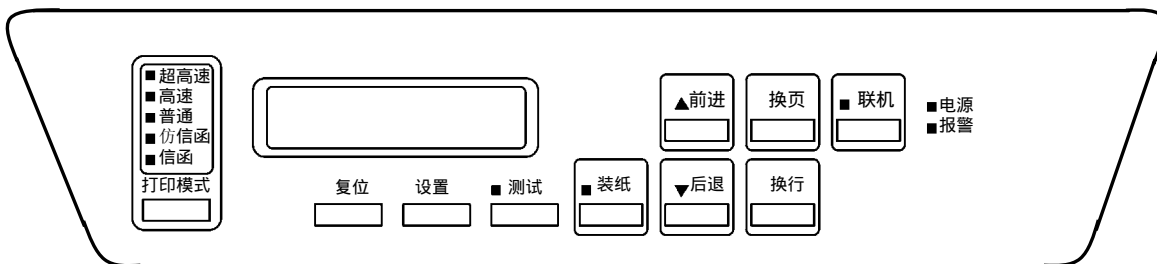 超高速
高速
普通
仿信函
信函
打印模式
复位
设置
测试
装纸
前进
后退
换页
换行
联机
电源
报警